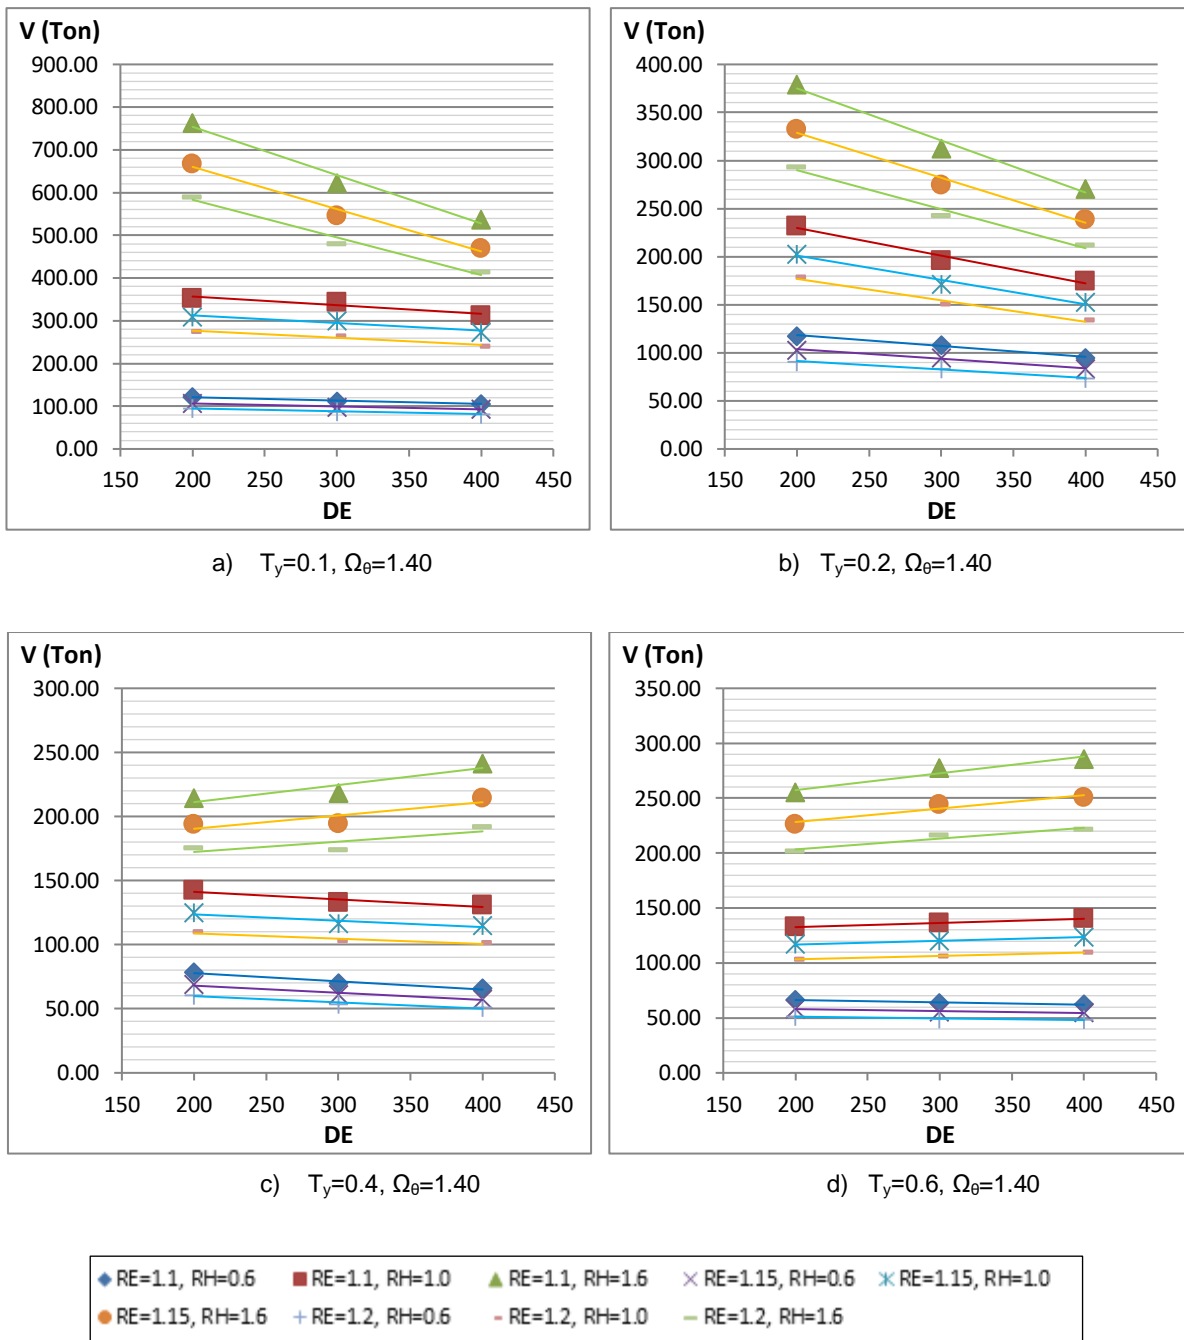 V (Ton)
900.00
800.00
700.00
600.00
500.00
400.00
300.00
200.00
100.00
0.00
150 200 250 300 350 400 450
DE
a) Ty=0.1, Ωθ=1.40
V (Ton)
400.00
350.00
300.00
250.00
200.00
150.00
100.00
50.00
0.00
150 200 250 300 350 400 450
DE
b) Ty=0.2, Ωθ=1.40
V (Ton)
300.00
250.00
200.00
150.00
100.00
50.00
0.00
150 200 250 300 350 400 450
DE
c) Ty=0.4, Ωθ=1.40
V (Ton)
350.00
300.00
250.00
200.00
150.00
100.00
50.00
0.00
150 200 250 300 350 400 450
DE
d) Ty=0.6, Ωθ=1.40
RE=1.1, RH=0.6 RE=1.1, RH=1.0 RE=1.1, RH=1.6 RE=1.15, RH=0.6 RE=1.15, RH=1.0
RE=1.15, RH=1.6 RE=1.2, RH=0.6 RE=1.2, RH=1.0 RE=1.2, RH=1.6